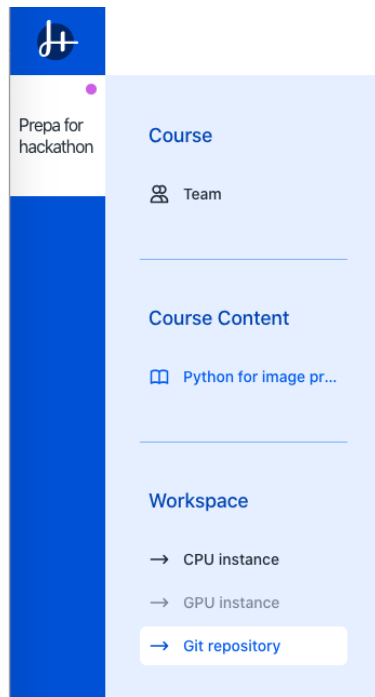 Prepa for
hackathon
Course
Team
Course Content
Python for image pr...
Workspace
CPU instance
GPU instance
Git repository